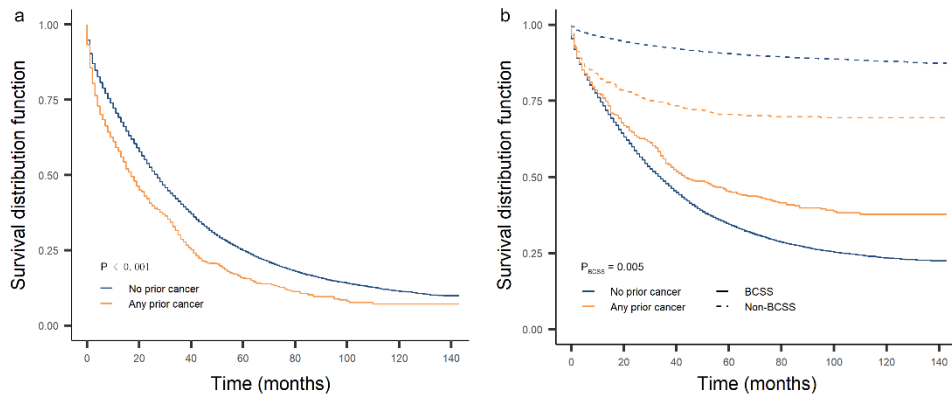 a
Survival distribution function
1.00
0.75
0.50
0.25
0.00
P < 0.001
No prior cancer
Any prior cancer
0 20 40 60 80 100 120 140
Time (months)
b
Survival distribution function
1.00
0.75
0.50
0.25
0.00
P BCSS = 0.005
No prior cancer BCSS
Any prior cancer Non-BCSS
0 20 40 60 80 100 120 140
Time (months)